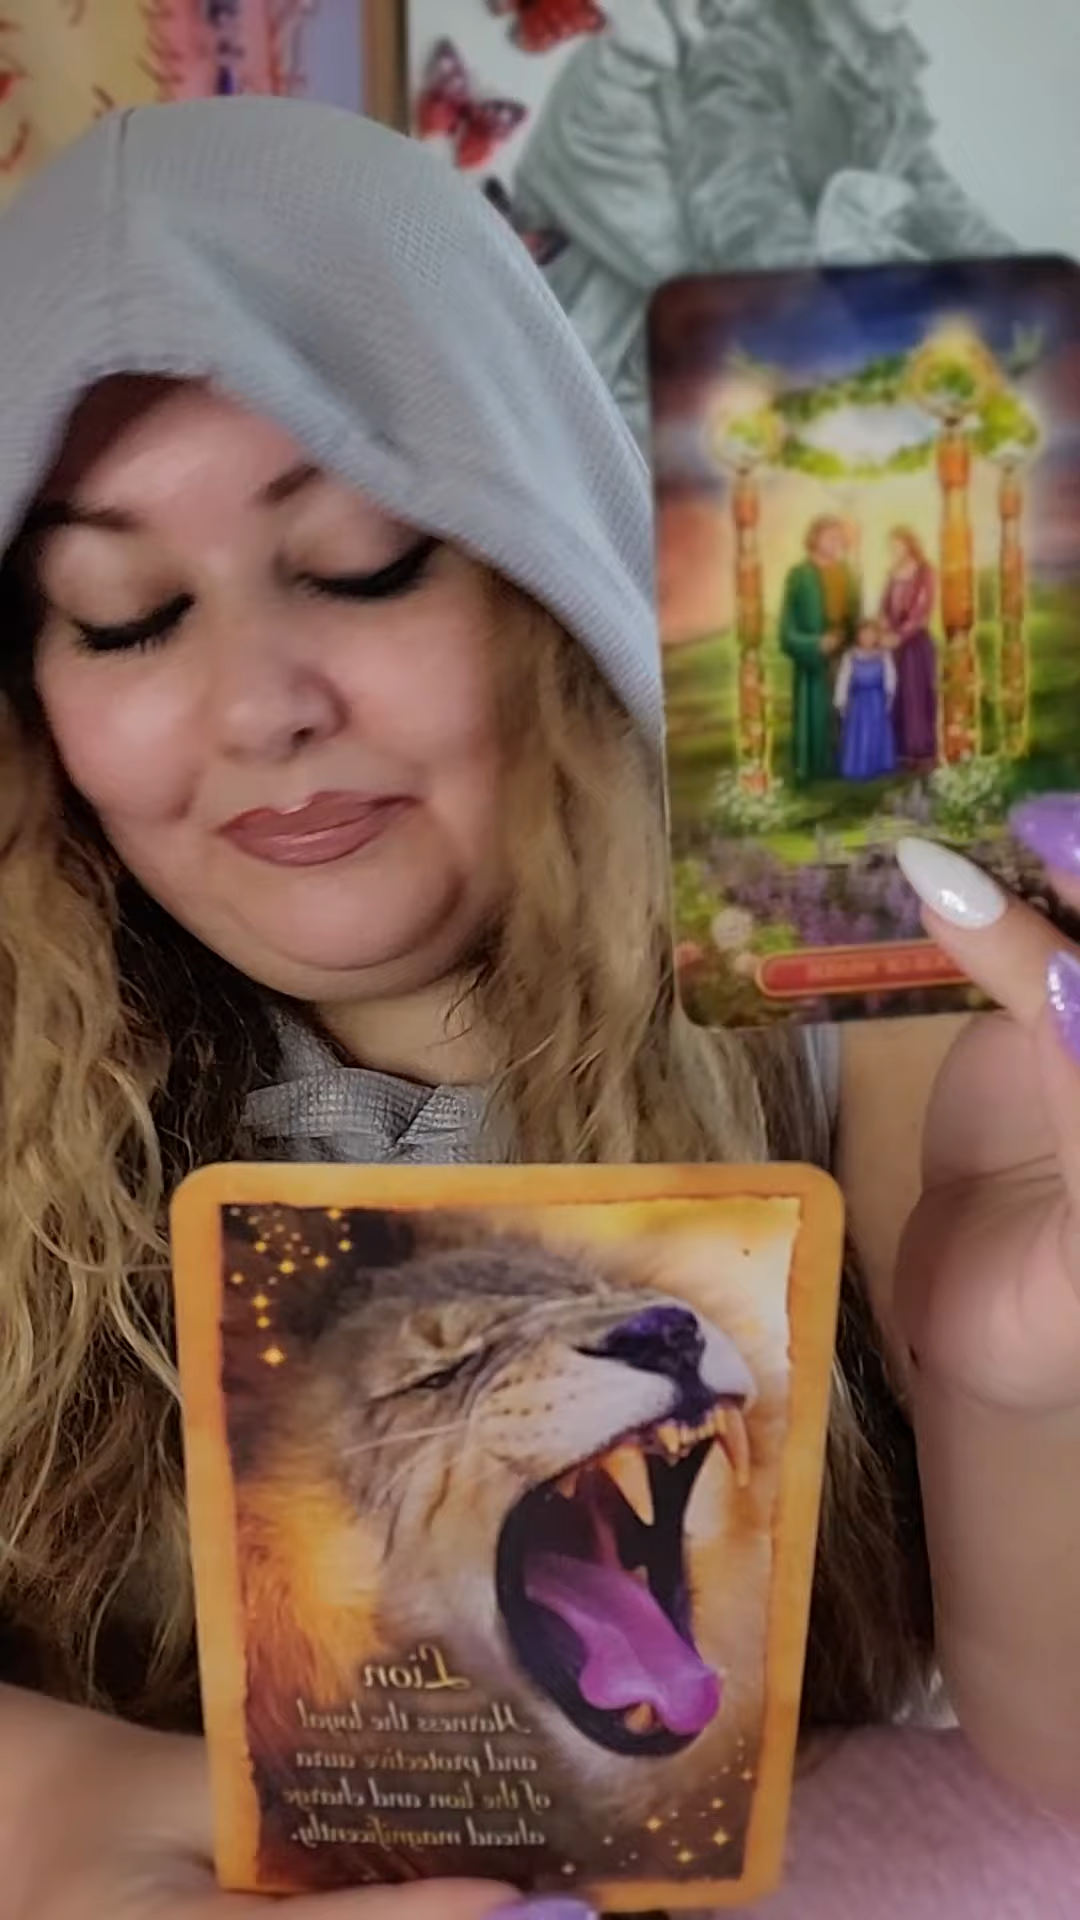 Lion
Harness the loyal
and protective aura
of the lion and charge
ahead magnificently.